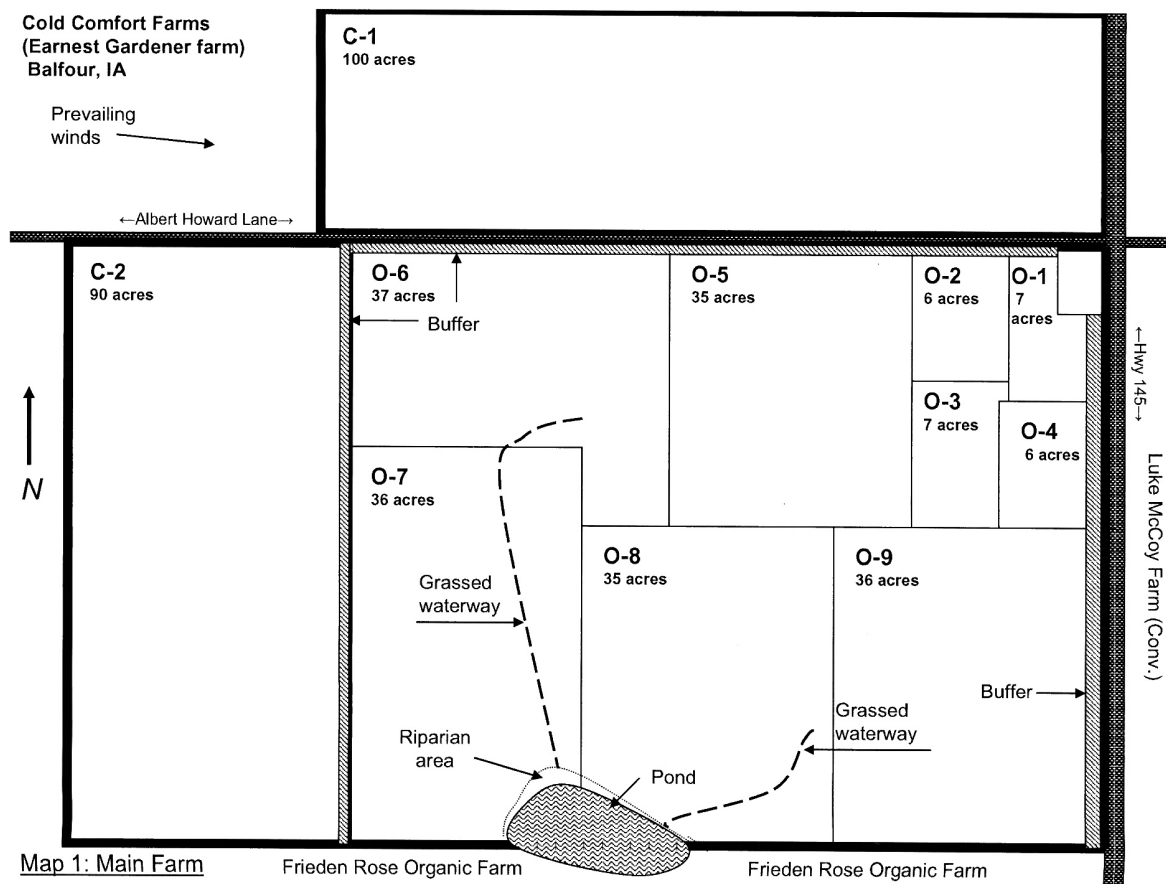 Cold Comfort Farms
(Earnest Gardener farm)
Balfour, IA
Prevailing
winds
←Albert Howard Lane→
C-1
100 acres
C-2
90 acres
O-6
37 acres
Buffer
O-5
35 acres
O-2
6 acres
O-1
7
acres
O-3
7 acres
O-4
6 acres
←Hwy 145→
N
O-7
36 acres
Grassed
waterway
O-8
35 acres
O-9
36 acres
Luke McCoy Farm (Conv.)
Buffer
Grassed
waterway
Riparian
area
Pond
Map 1: Main Farm
Frieden Rose Organic Farm
Frieden Rose Organic Farm